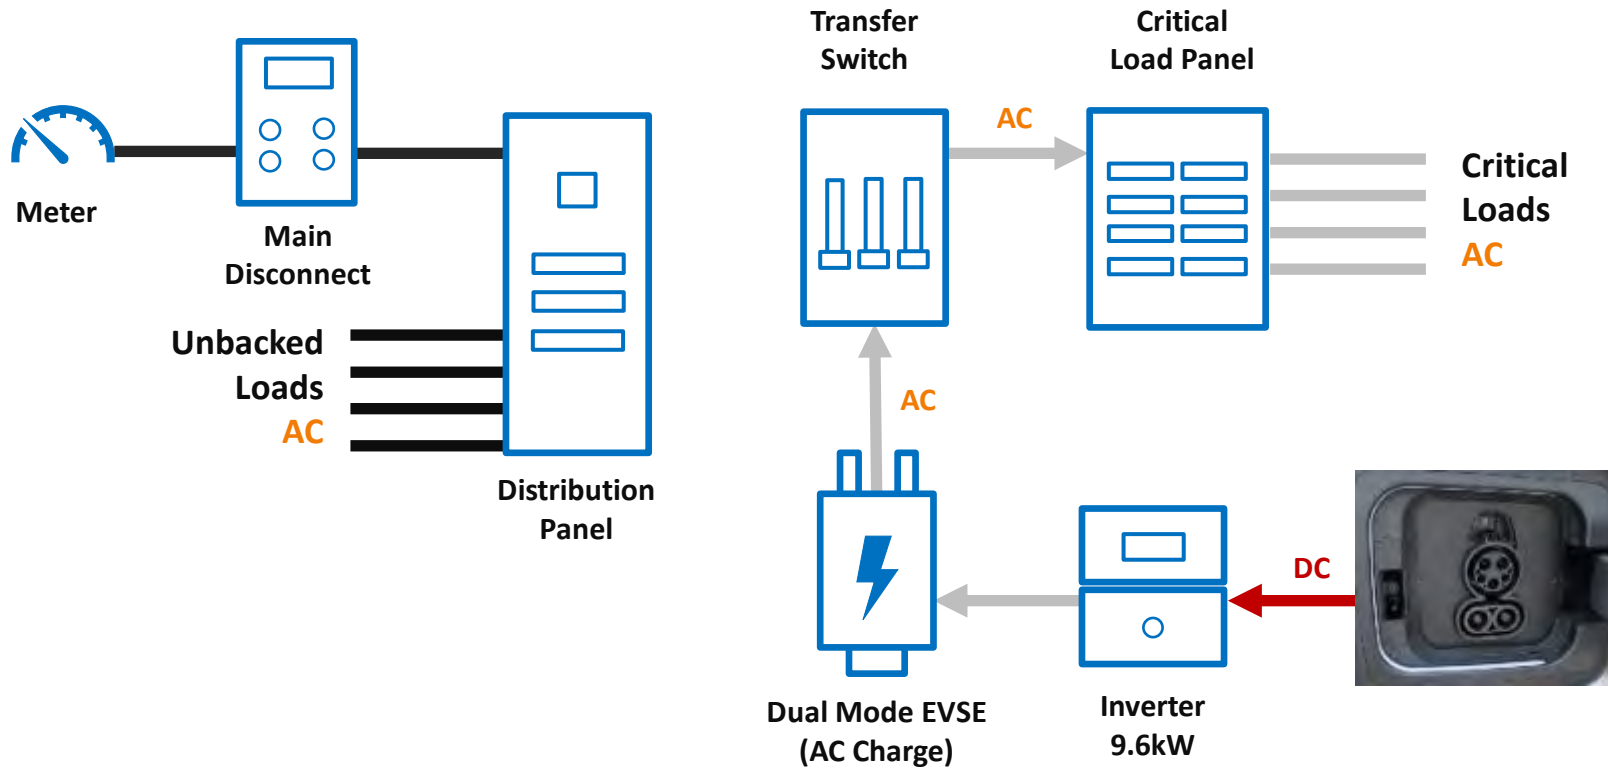 Transfer
Switch
Critical
Load Panel
AC
Meter
Main
Disconnect
Critical
Loads
AC
Unbacked
Loads
AC
AC
Distribution
Panel
DC
Dual Mode EVSE
(AC Charge)
Inverter
9.6kW